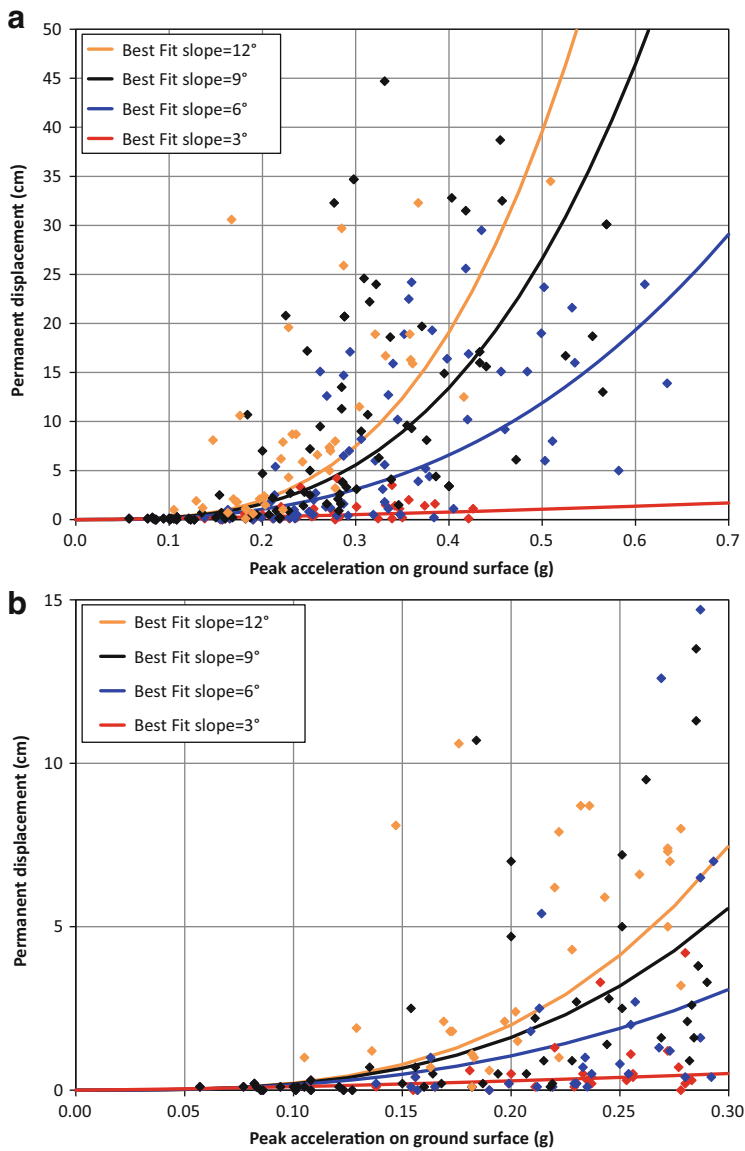 a
50
45
40
35
30
25
20
15
10
5
0
Permanent displacement (cm)
Best Fit slope=12°
Best Fit slope=9°
Best Fit slope=6°
Best Fit slope=3°
0.0 0.1 0.2 0.3 0.4 0.5 0.6 0.7
Peak acceleration on ground surface (g)
b
15
10
5
0
Permanent displacement (cm)
Best Fit slope=12°
Best Fit slope=9°
Best Fit slope=6°
Best Fit slope=3°
0.00 0.05 0.10 0.15 0.20 0.25 0.30
Peak acceleration on ground surface (g)